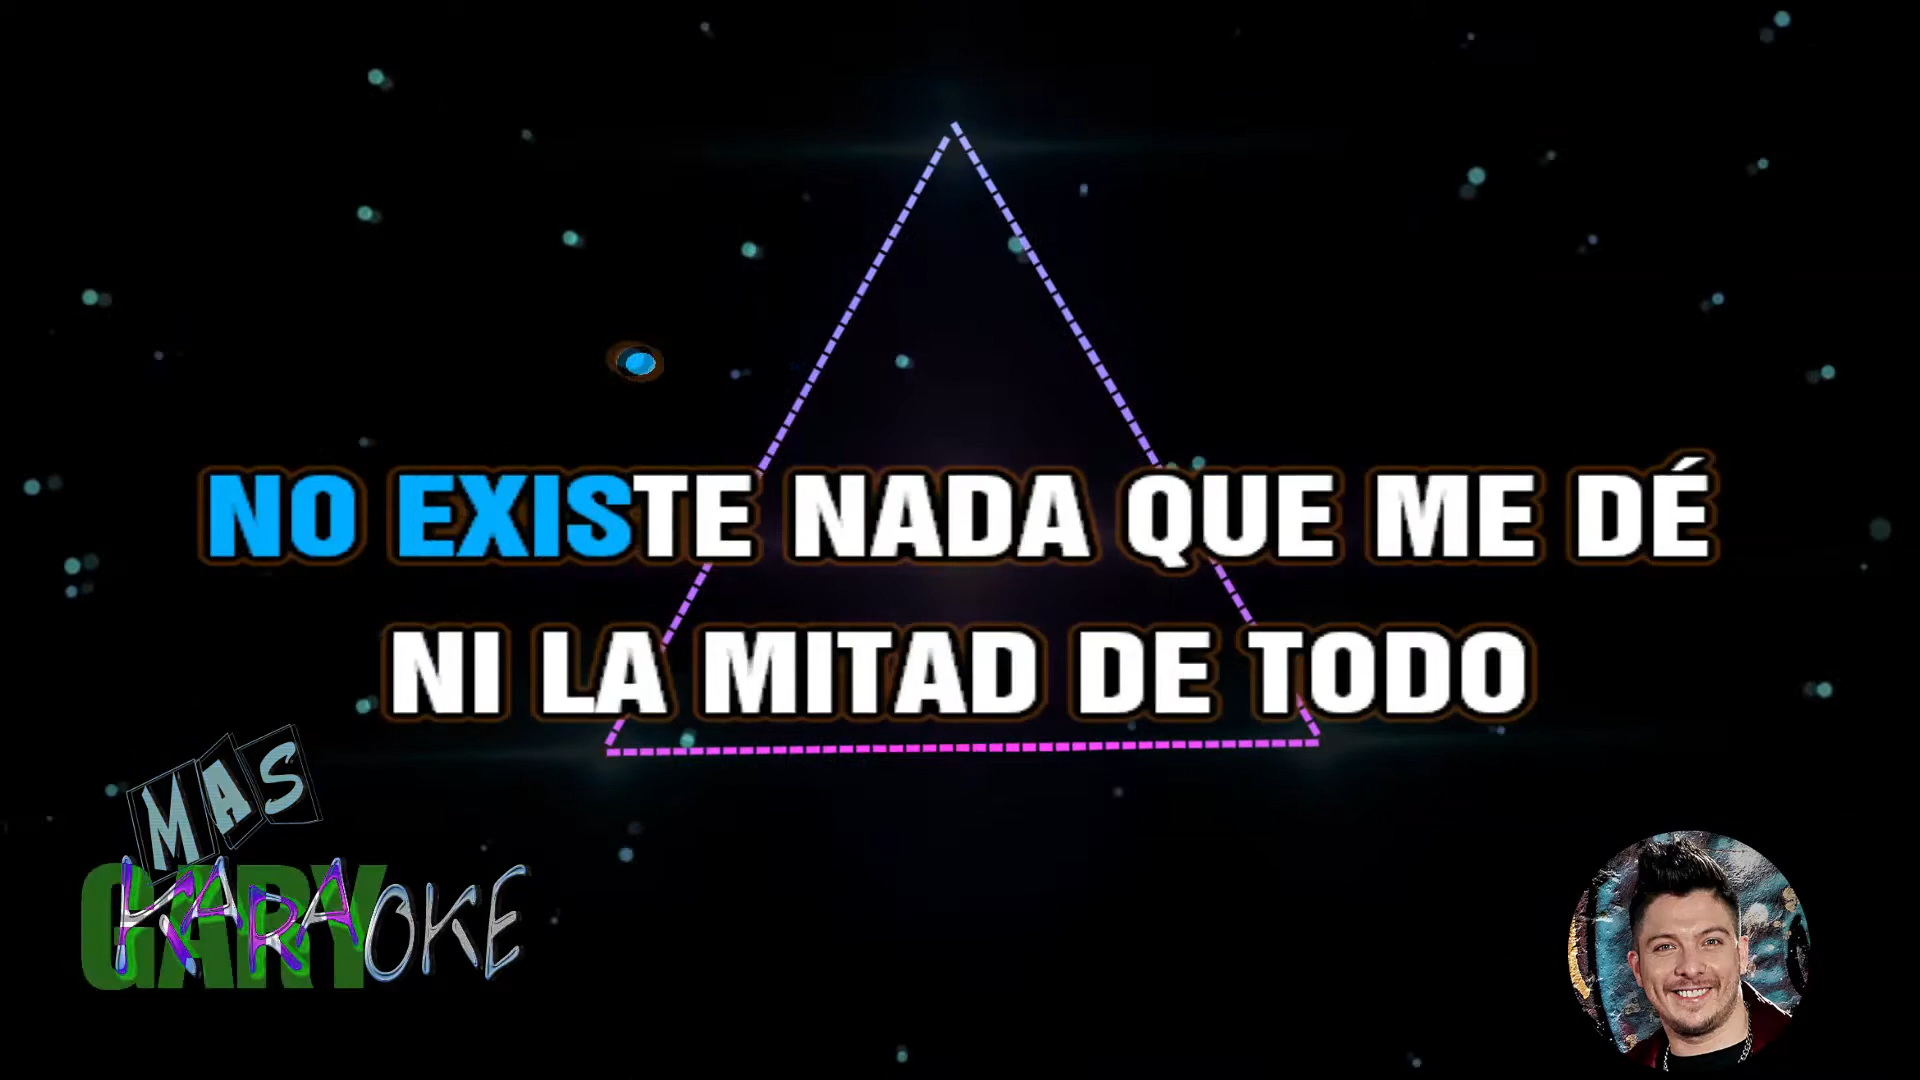 NO EXISTE NADA QUE ME DÉ
NI LA MITAD DE TODO
MAS
GARY
KARAOKE